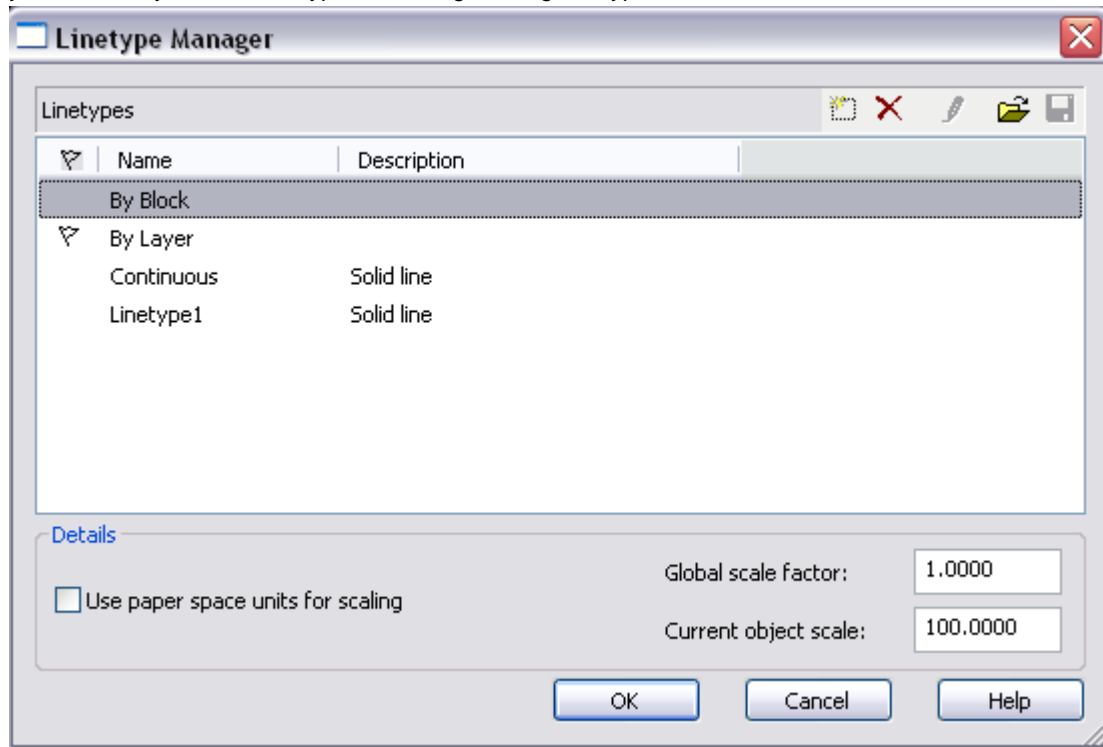 Linetype Manager
Linetypes
Name Description
By Block
By Layer
Continuous Solid line
Linetype1 Solid line
Details
Use paper space units for scaling
Global scale factor: 1.0000
Current object scale: 100.0000
OK Cancel Help